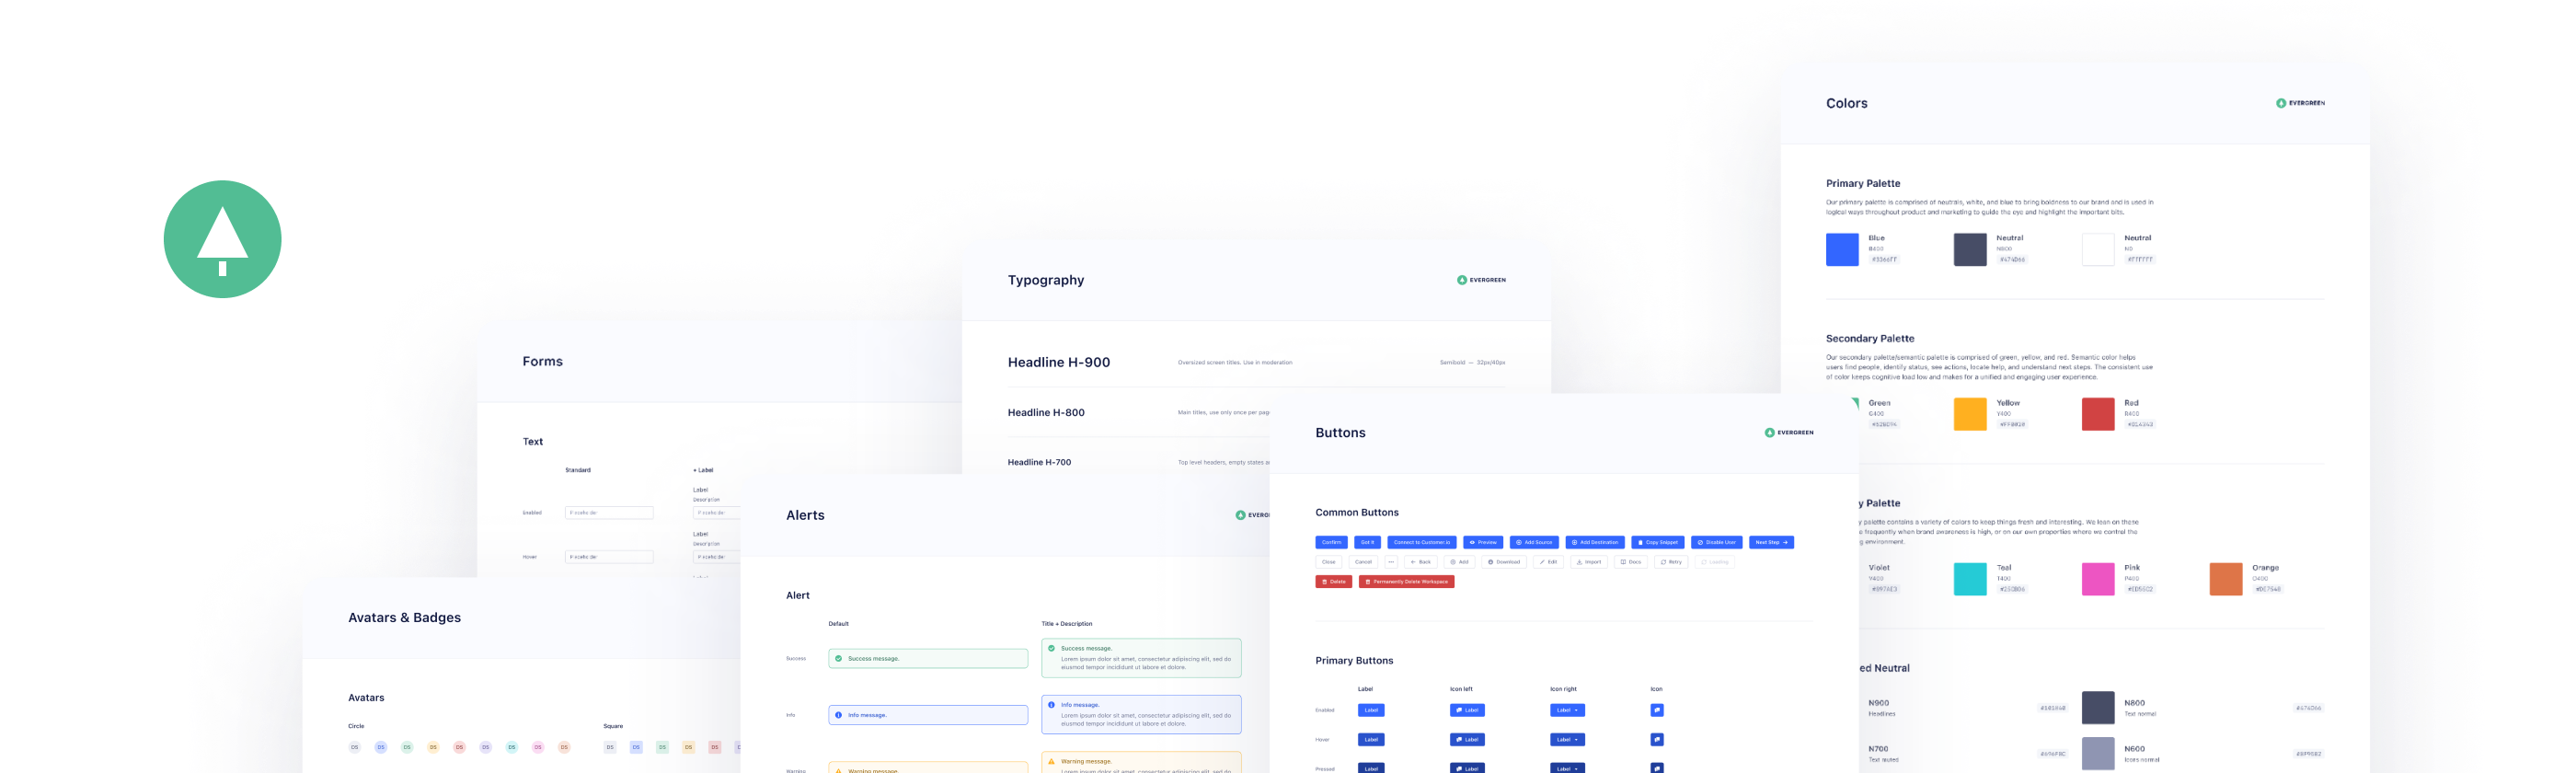 Colors
EVERGREEN
Primary Palette
Our primary palette is comprised of neutrals, white, and blue to bring boldness to our brand and is used in
logical ways throughout product and marketing to guide the eye and highlight the important bits.
Blue
B400
#3366FF
Neutral
N800
#474D66
Neutral
N0
#FFFFFF
Secondary Palette
Our secondary palette/semantic palette is comprised of green, yellow, and red. Semantic color helps
users find people, identify status, see actions, locate help, and understand next steps. The consistent use
of color keeps cognitive load low and makes for a unified and engaging user experience.
Green
G400
#52BD94
Yellow
Y400
#FFB020
Red
R400
#D14343
y Palette
y palette contains a variety of colors to keep things fresh and interesting. We lean on these
e frequently when brand awareness is high, or on our own properties where we control the
g environment.
Violet
V400
Teal
T400
Pink
P400
Orange
O400
#DE7548
ed Neutral
N900
Headlines
#101840
N800
Text normal
#474D66
N700
Text muted
#696F8C
N600
Icons normal
#8F95B2
Typography
EVERGREEN
Headline H-900
Oversized screen titles. Use in moderation
Semibold — 32px/40px
Headline H-800
Main titles, use only once per pag
Headline H-700
Top level headers, empty states a
Forms
Text
Standard
+ Label
Label
Description
Enabled
Placeholder
Placeholder
Label
Description
Hover
Placeholder
Placeholder
Buttons
EVERGREEN
Common Buttons
Confirm
Got It
Connect to Customer.io
Preview
Add Source
Add Destination
Copy Snippet
Disable User
Next Step
Close
Cancel
Back
Add
Download
Edit
Import
Docs
Retry
Loading
Delete
Permanently Delete Workspace
Primary Buttons
Label
Icon left
Icon right
Icon
Enabled
Label
Label
Label
Hover
Label
Label
Label
Pressed
Label
Label
Label
Alerts
EVERG
Alert
Default
Title + Description
Success
Success message.
Success message.
Lorem ipsum dolor sit amet, consectetur adipiscing elit, sed do
eiusmod tempor incididunt ut labore et dolore.
Info
Info message.
Info message.
Lorem ipsum dolor sit amet, consectetur adipiscing elit, sed do
eiusmod tempor incididunt ut labore et dolore.
Warning
Warning message.
Warning message.
Lorem ipsum dolor sit amet, consectetur adipiscing elit, sed do
Avatars & Badges
Avatars
Circle
Square
DS DS DS DS DS DS DS DS DS
DS DS DS DS DS